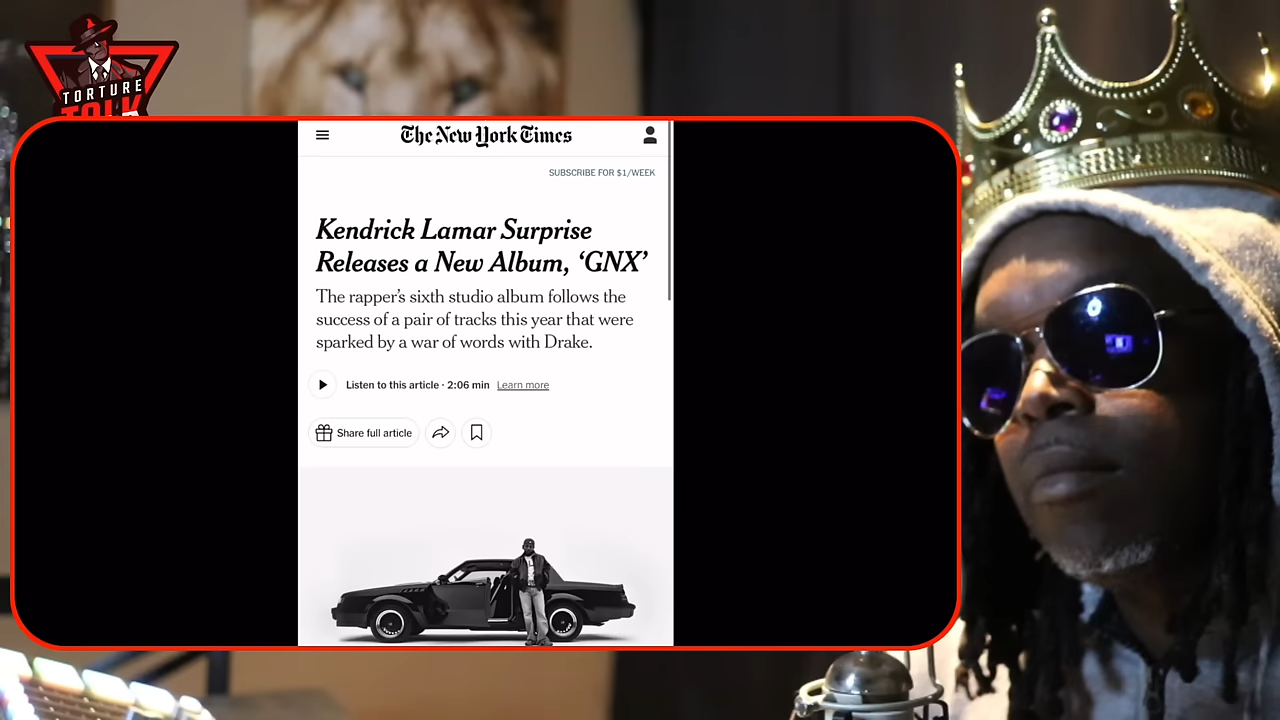 TORTURE
TALK
The New York Times
SUBSCRIBE FOR $1/WEEK
Kendrick Lamar Surprise
Releases a New Album, ‘GNX’
The rapper’s sixth studio album follows the
success of a pair of tracks this year that were
sparked by a war of words with Drake.
Listen to this article · 2:06 min Learn more
Share full article